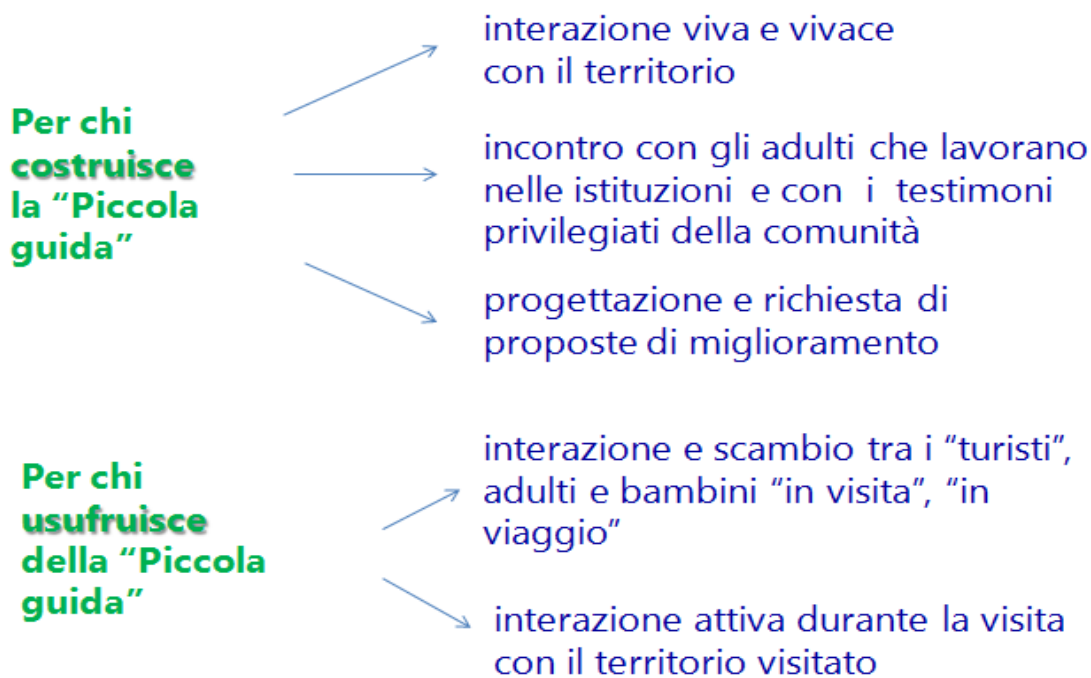 Per chi
costruisce
la “Piccola
guida”
interazione viva e vivace
con il territorio
incontro con gli adulti che lavorano
nelle istituzioni e con i testimoni
privilegiati della comunità
progettazione e richiesta di
proposte di miglioramento
Per chi
usufruisce
della “Piccola
guida”
interazione e scambio tra i “turisti”,
adulti e bambini “in visita”, “in
viaggio”
interazione attiva durante la visita
con il territorio visitato